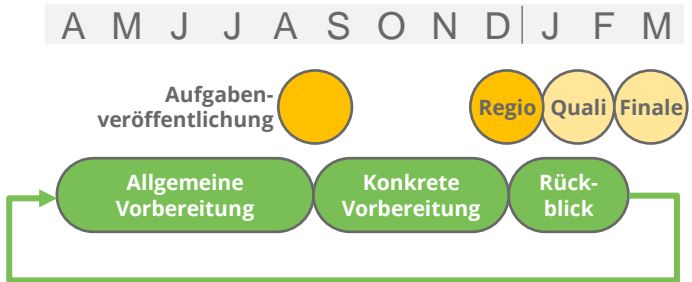 A M J J A S O N D J F M
Aufgaben-
veröffentlichung
Regio Quali Finale
Allgemeine
Vorbereitung
Konkrete
Vorbereitung
Rück-
blick